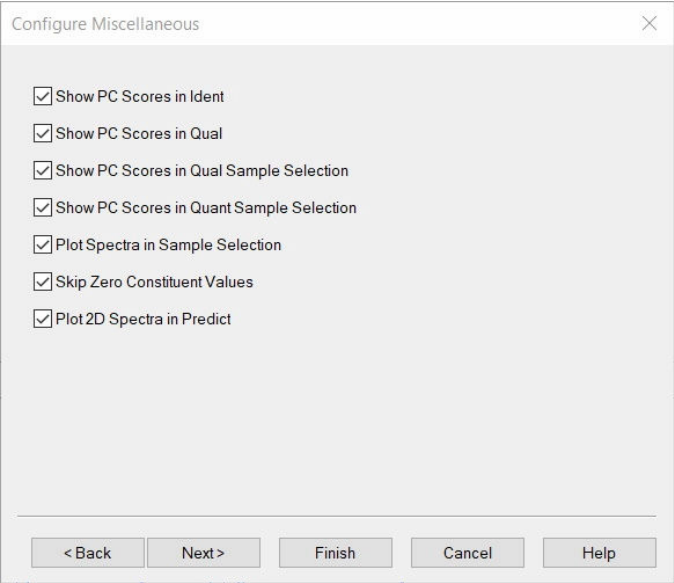 Configure Miscellaneous
Show PC Scores in Ident
Show PC Scores in Qual
Show PC Scores in Qual Sample Selection
Show PC Scores in Quant Sample Selection
Plot Spectra in Sample Selection
Skip Zero Constituent Values
Plot 2D Spectra in Predict
< Back Next > Finish Cancel Help